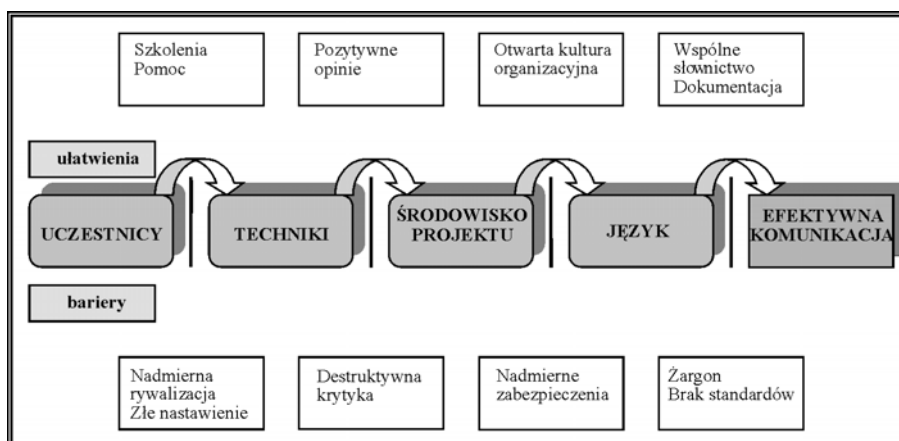 Szkolenia
Pomoc
Pozytywne
opinie
Otwarta kultura
organizacyjna
Wspólne
słownictwo
Dokumentacja
ułatwienia
UCZESTNICY
TECHNIKI
ŚRODOWISKO
PROJEKTU
JĘZYK
EFEKTYWNA
KOMUNIKACJA
bariery
Nadmierna
rywalizacja
Złe nastawienie
Destruktywna
krytyka
Nadmierne
zabezpieczenia
Żargon
Brak standardów